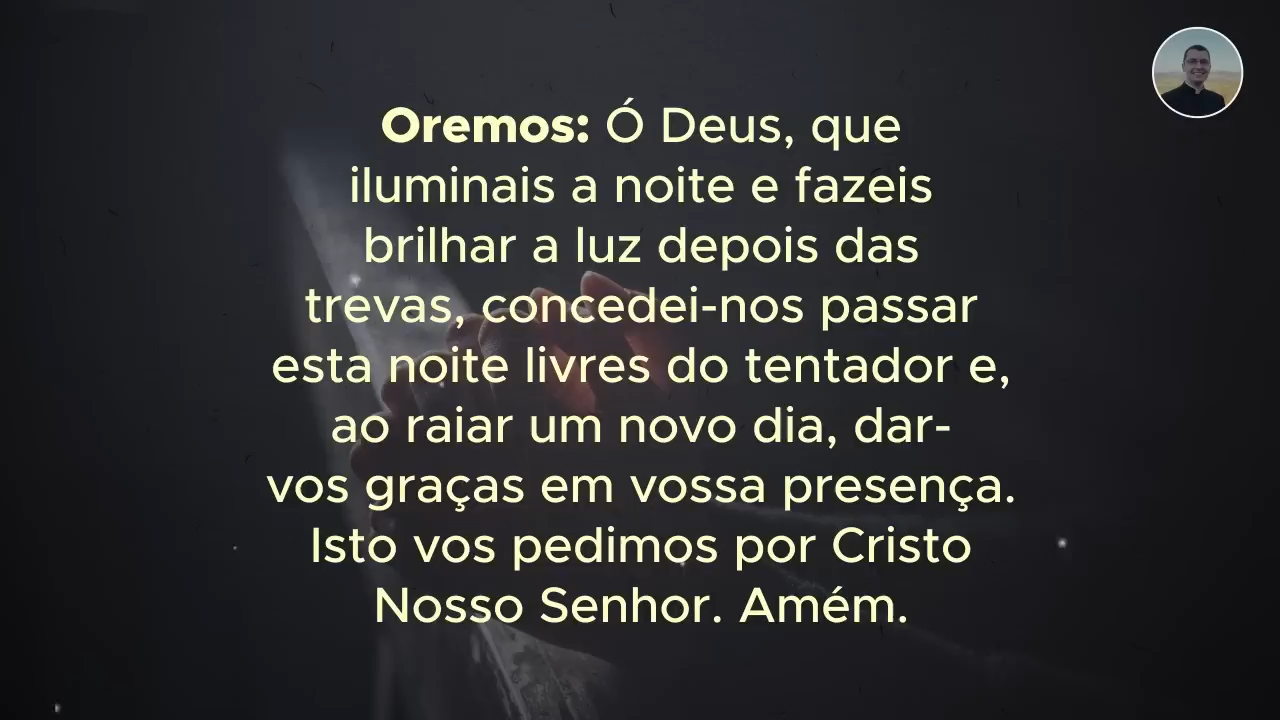 Oremos: Ó Deus, que
iluminais a noite e fazeis
brilhar a luz depois das
trevas, concedei-nos passar
esta noite livres do tentador e,
ao raiar um novo dia, dar-
vos graças em vossa presença.
Isto vos pedimos por Cristo
Nosso Senhor. Amém.